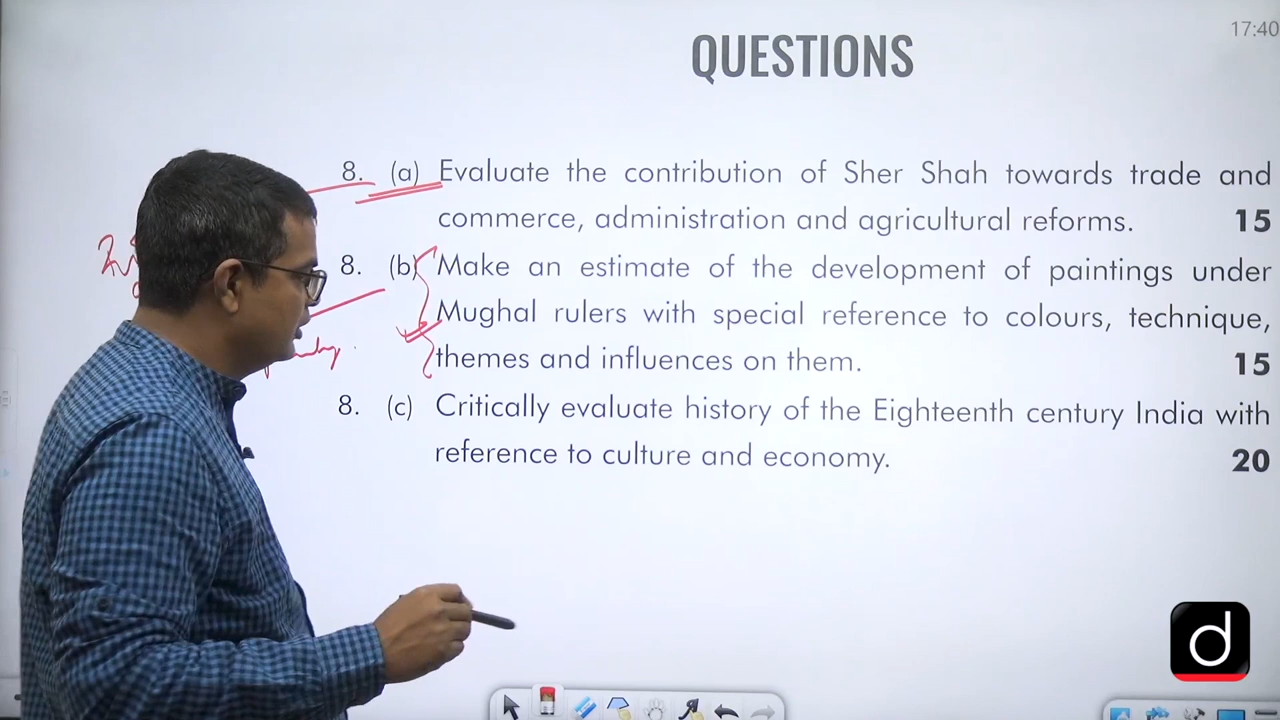 QUESTIONS
17:40
8. (a) Evaluate the contribution of Sher Shah towards trade and
commerce, administration and agricultural reforms. 15
8. (b) Make an estimate of the development of paintings under
Mughal rulers with special reference to colours, technique,
themes and influences on them. 15
8. (c) Critically evaluate history of the Eighteenth century India with
reference to culture and economy. 20
d